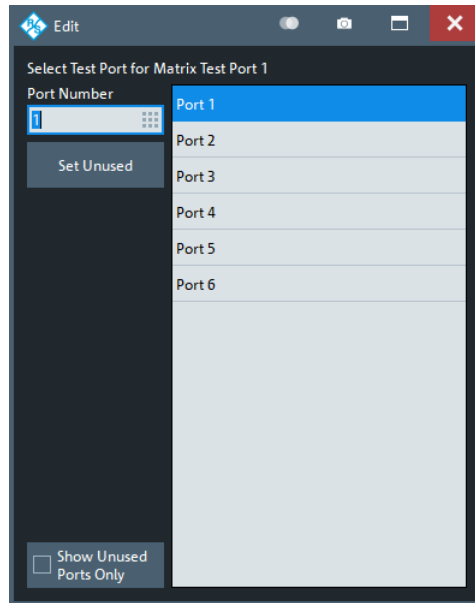 R&S Edit
Select Test Port for Matrix Test Port 1
Port Number
1
Set Unused
Port 1
Port 2
Port 3
Port 4
Port 5
Port 6
Show Unused
Ports Only